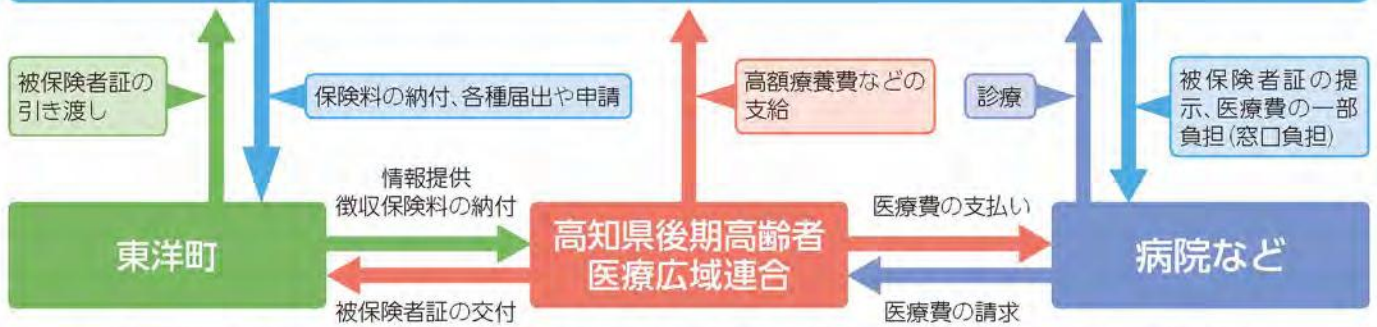 被保険者証の
引き渡し
保険料の納付、各種届出や申請
高額療養費などの
支給
診療
被保険者証の提
示、医療費の一部
負担(窓口負担)
情報提供
徴収保険料の納付
医療費の支払い
東洋町
高知県後期高齢者
医療広域連合
病院など
被保険者証の交付
医療費の請求